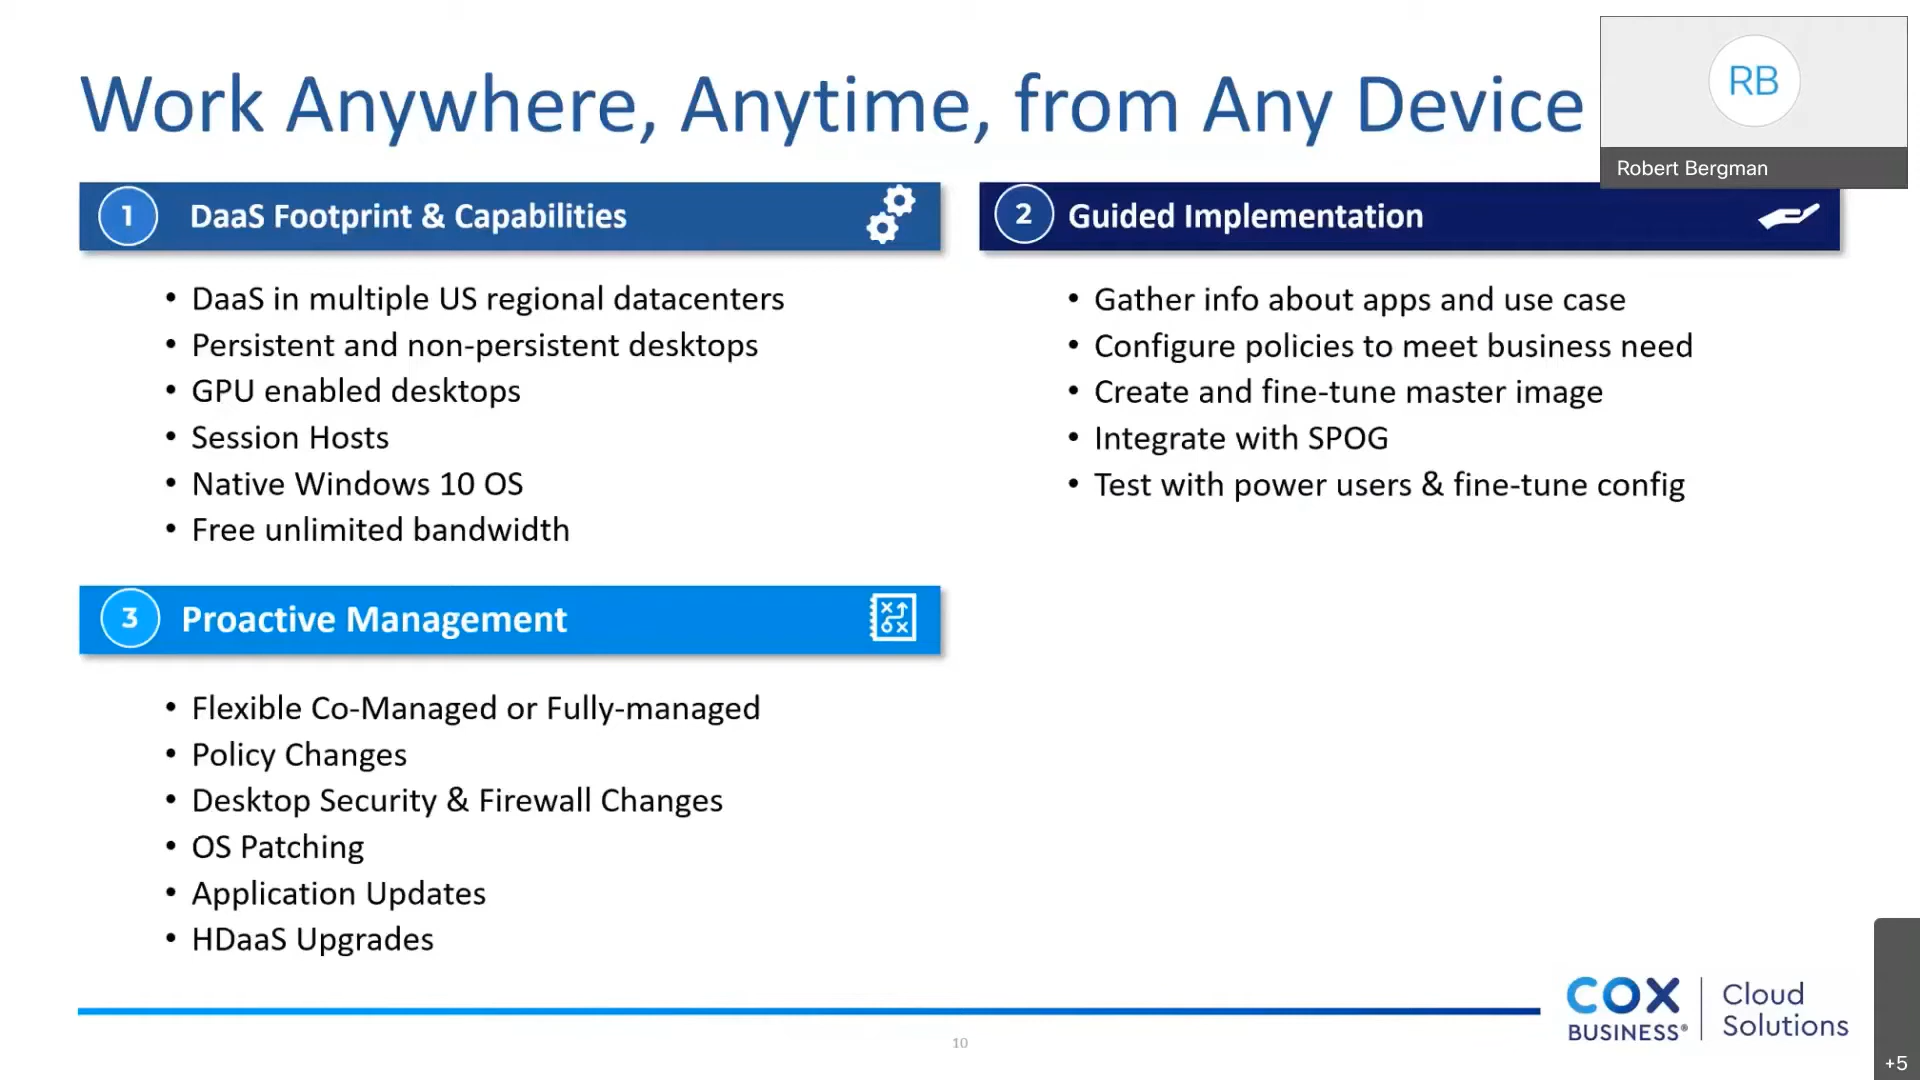 Work Anywhere, Anytime, from Any Device
RB
Robert Bergman
1 DaaS Footprint & Capabilities
• DaaS in multiple US regional datacenters
• Persistent and non-persistent desktops
• GPU enabled desktops
• Session Hosts
• Native Windows 10 OS
• Free unlimited bandwidth
2 Guided Implementation
• Gather info about apps and use case
• Configure policies to meet business need
• Create and fine-tune master image
• Integrate with SPOG
• Test with power users & fine-tune config
3 Proactive Management
• Flexible Co-Managed or Fully-managed
• Policy Changes
• Desktop Security & Firewall Changes
• OS Patching
• Application Updates
• HDaaS Upgrades
COX
BUSINESS®
Cloud
Solutions
10
+5